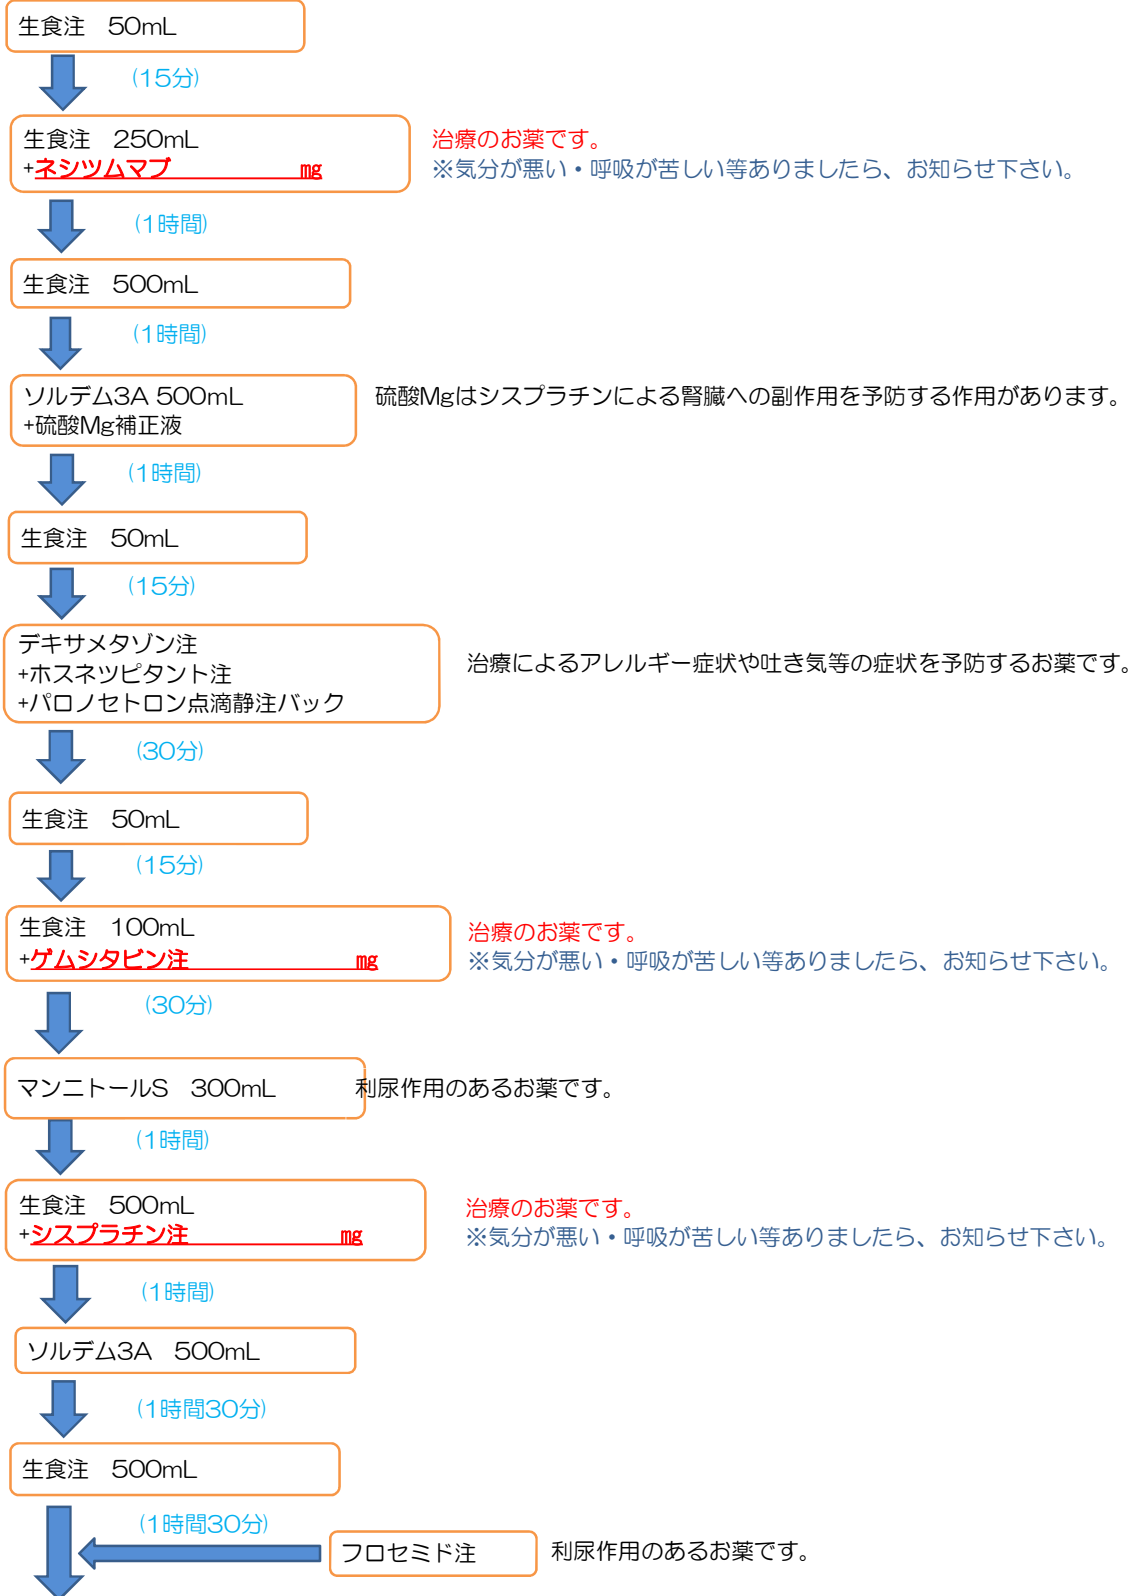 生食注　50mL
(15分)
生食注　250mL
+ネシツムマブ　　　　　　mg
治療のお薬です。
※気分が悪い・呼吸が苦しい等ありましたら、お知らせ下さい。
(1時間)
生食注　500mL
(1時間)
ソルデム3A 500mL
+硫酸Mg補正液
硫酸Mgはシスプラチンによる腎臓への副作用を予防する作用があります。
(1時間)
生食注　50mL
(15分)
デキサメタゾン注
+ホスネツピタント注
+パロノセトロン点滴静注バック
治療によるアレルギー症状や吐き気等の症状を予防するお薬です。
(30分)
生食注　50mL
(15分)
生食注　100mL
+ゲムシタビン注　　　　　　　　mg
治療のお薬です。
※気分が悪い・呼吸が苦しい等ありましたら、お知らせ下さい。
(30分)
マンニトールS　300mL
利尿作用のあるお薬です。
(1時間)
生食注　500mL
+シスプラチン注　　　　　　　mg
治療のお薬です。
※気分が悪い・呼吸が苦しい等ありましたら、お知らせ下さい。
(1時間)
ソルデム3A　500mL
(1時間30分)
生食注　500mL
(1時間30分)
フロセミド注
利尿作用のあるお薬です。